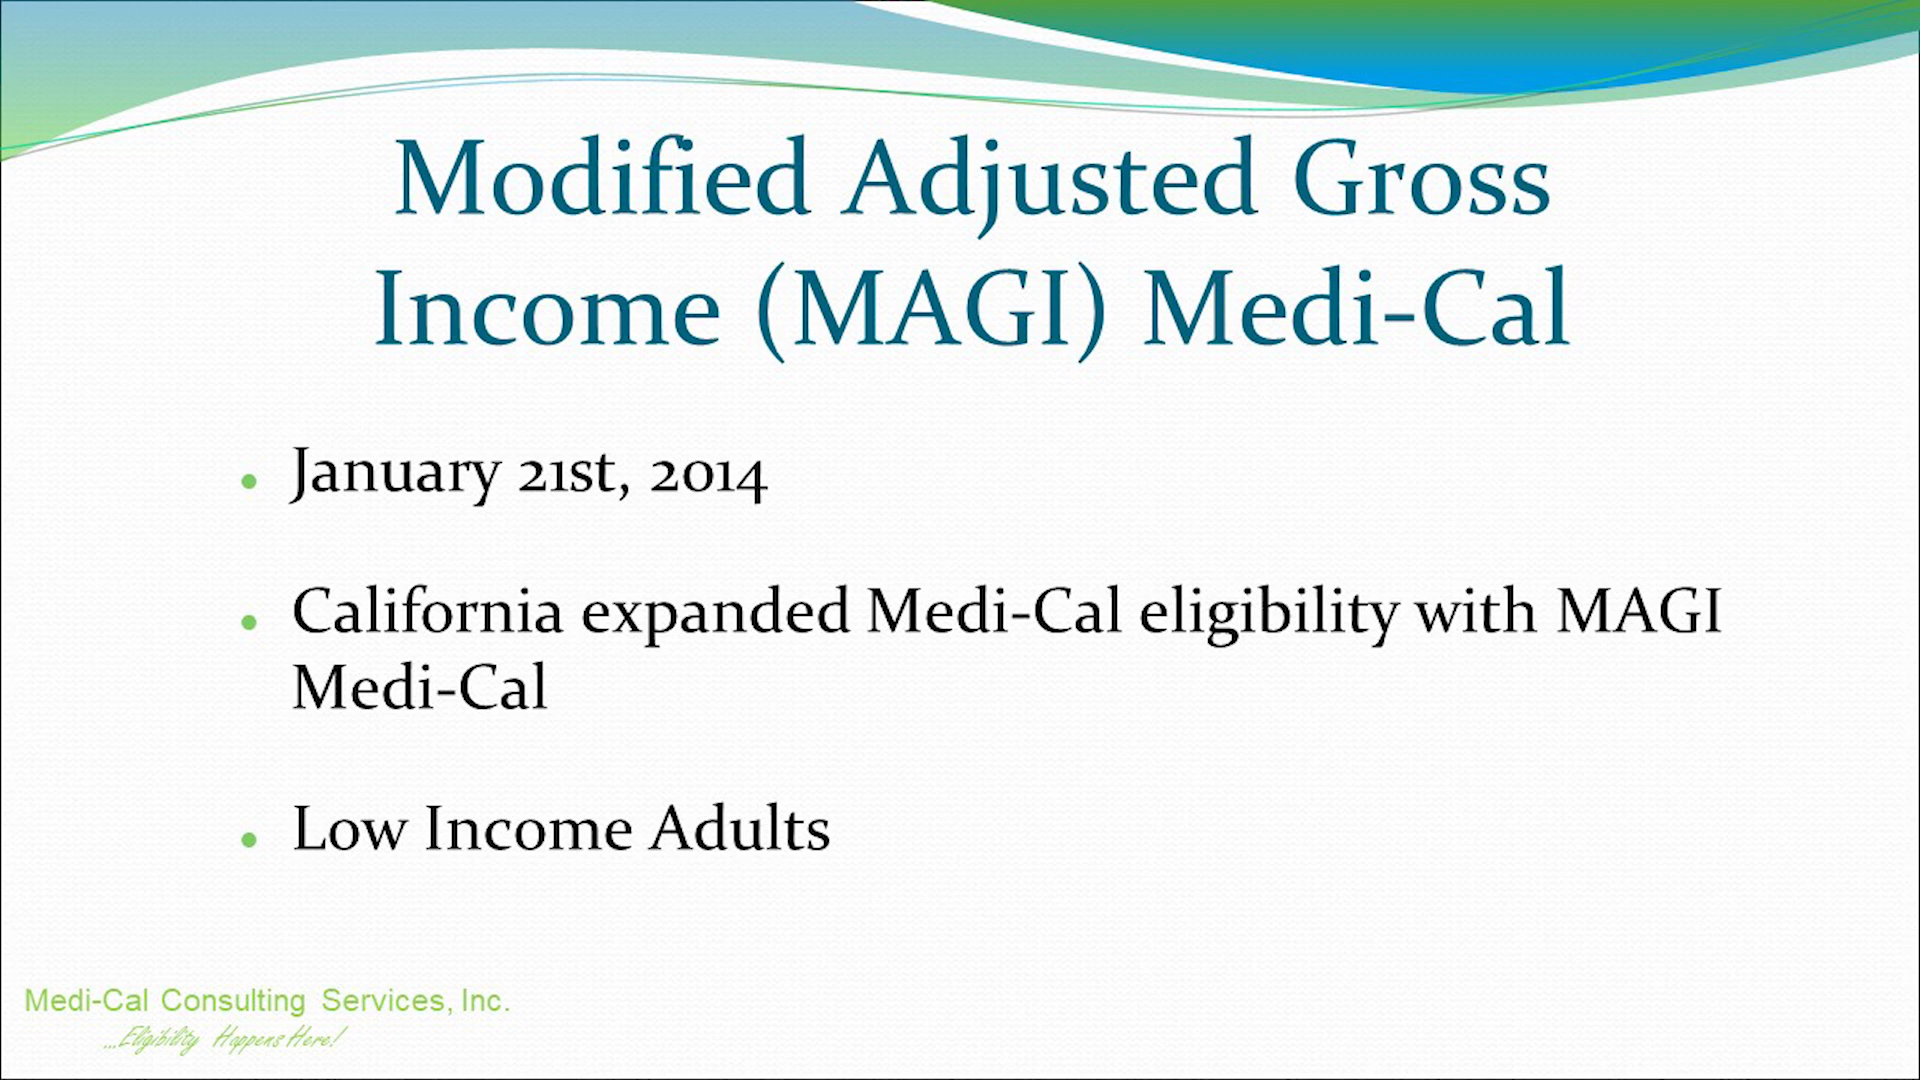 Modified Adjusted Gross
Income (MAGI) Medi-Cal
January 21st, 2014
California expanded Medi-Cal eligibility with MAGI
Medi-Cal
Low Income Adults
Medi-Cal Consulting Services, Inc.
...Eligibility Happens Here!